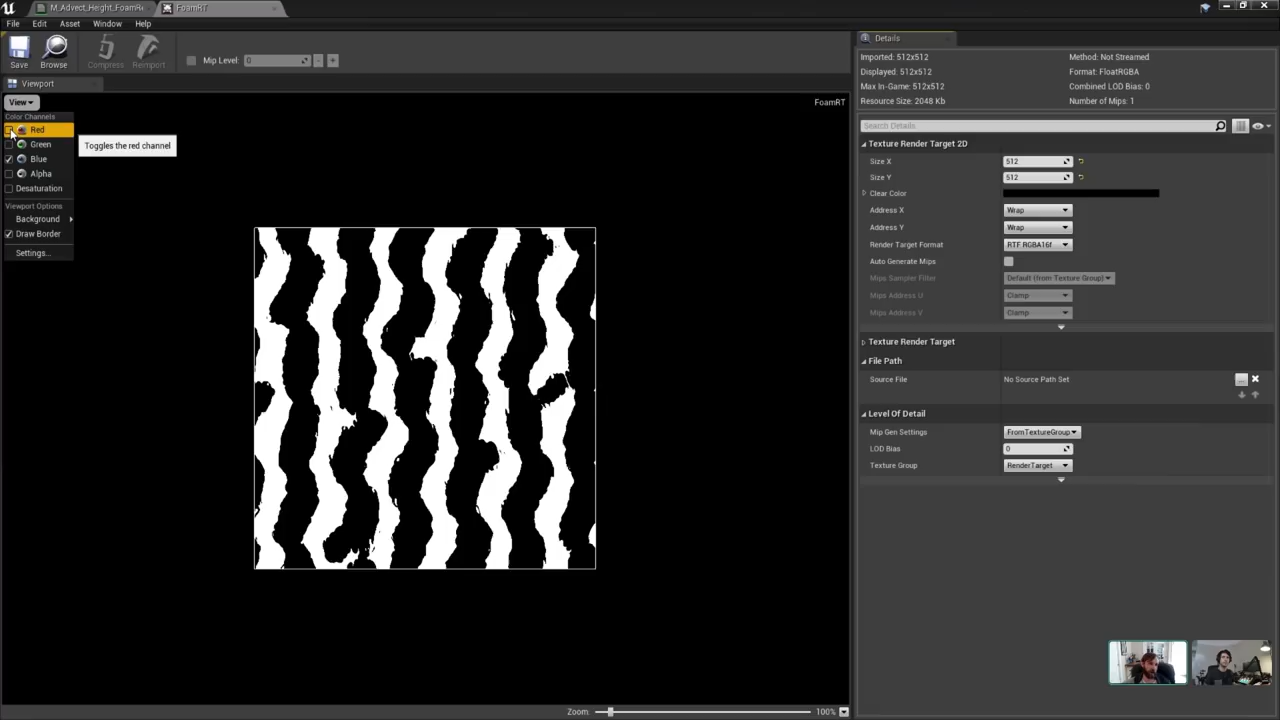 M_Advect_Height_FoamRe
FoamRT
File Edit Asset Window Help
Save
Browse
Compress
Reimport
Mip Level: 0
Viewport
View
FoamRT
Color Channels
Red
Green
Blue
Alpha
Desaturation
Viewport Options
Background
Draw Border
Settings...
Toggles the red channel
Zoom: 100%
Details
Imported: 512x512 Method: Not Streamed
Displayed: 512x512 Format: FloatRGBA
Max In-Game: 512x512 Combined LOD Bias: 0
Resource Size: 2048 Kb Number of Mips: 1
Search Details
Texture Render Target 2D
Size X 512
Size Y 512
Clear Color
Address X Wrap
Address Y Wrap
Render Target Format RTF RGBA16f
Auto Generate Mips
Mips Sampler Filter Default (from Texture Group)
Mips Address U Clamp
Mips Address V Clamp
Texture Render Target
File Path
Source File No Source Path Set ...
Level Of Detail
Mip Gen Settings FromTextureGroup
LOD Bias 0
Texture Group RenderTarget